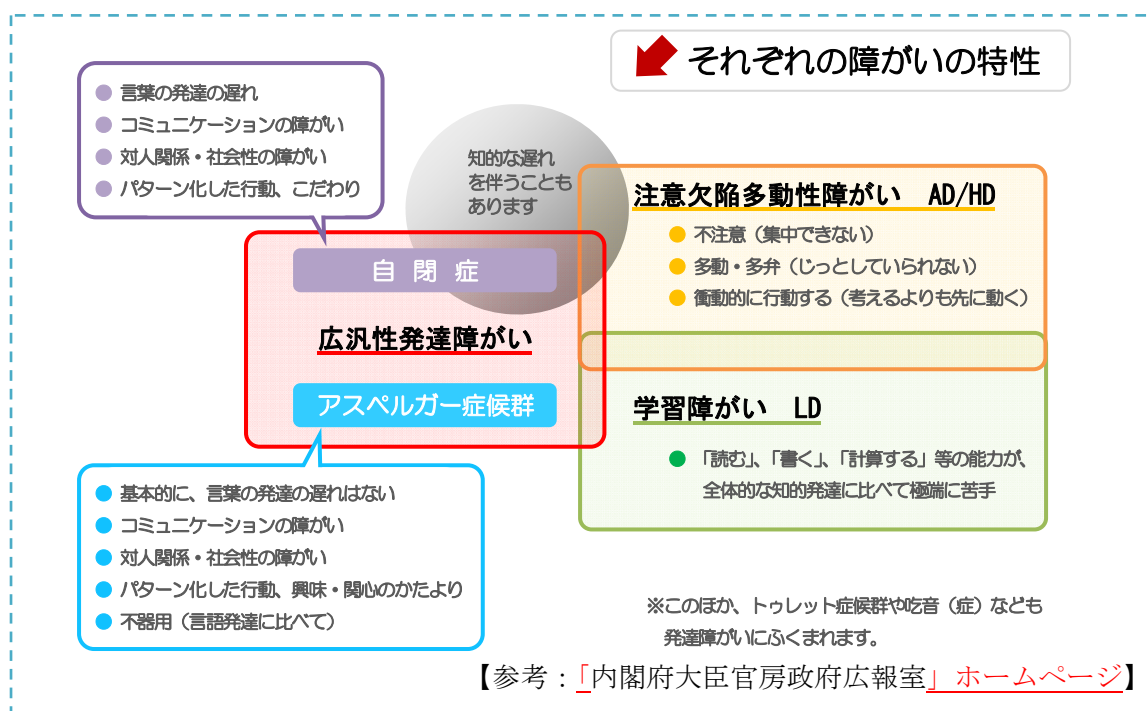 それぞれの障がいの特性
● 言葉の発達の遅れ
● コミュニケーションの障がい
● 対人関係・社会性の障がい
● パターン化した行動、こだわり
知的な遅れ
を伴うことも
あります
自 閉 症
広汎性発達障がい
アスペルガー症候群
● 基本的に、言葉の発達の遅れはない
● コミュニケーションの障がい
● 対人関係・社会性の障がい
● パターン化した行動、興味・関心のかたより
● 不器用（言語発達に比べて）
注意欠陥多動性障がい　AD/HD
● 不注意（集中できない）
● 多動・多弁（じっとしていられない）
● 衝動的に行動する（考えるよりも先に動く）
学習障がい　LD
● 「読む」、「書く」、「計算する」等の能力が、
全体的な知的発達に比べて極端に苦手
※このほか、トゥレット症候群や吃音（症）なども
発達障がいにふくまれます。
【参考：「内閣府大臣官房政府広報室」ホームページ】